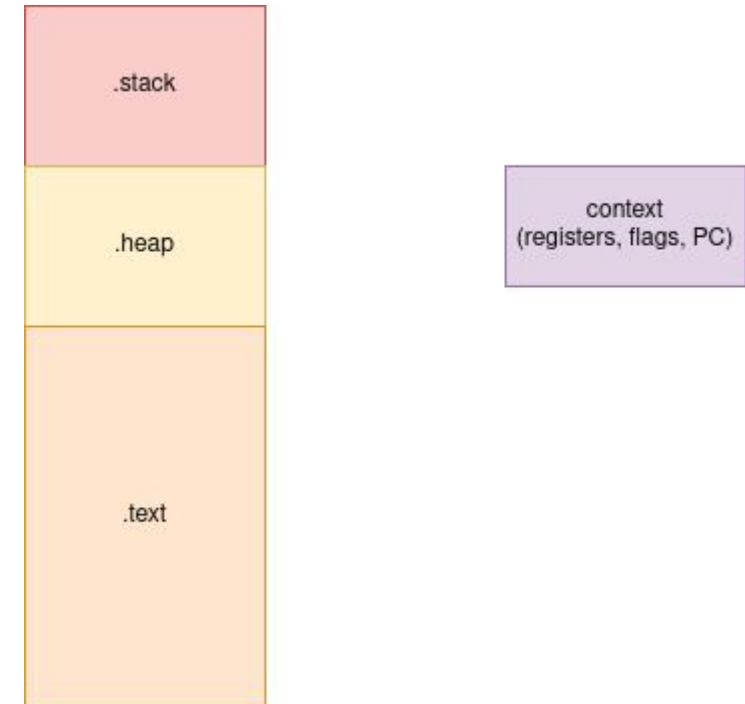 .stack
.heap
context
(registers, flags, PC)
.text